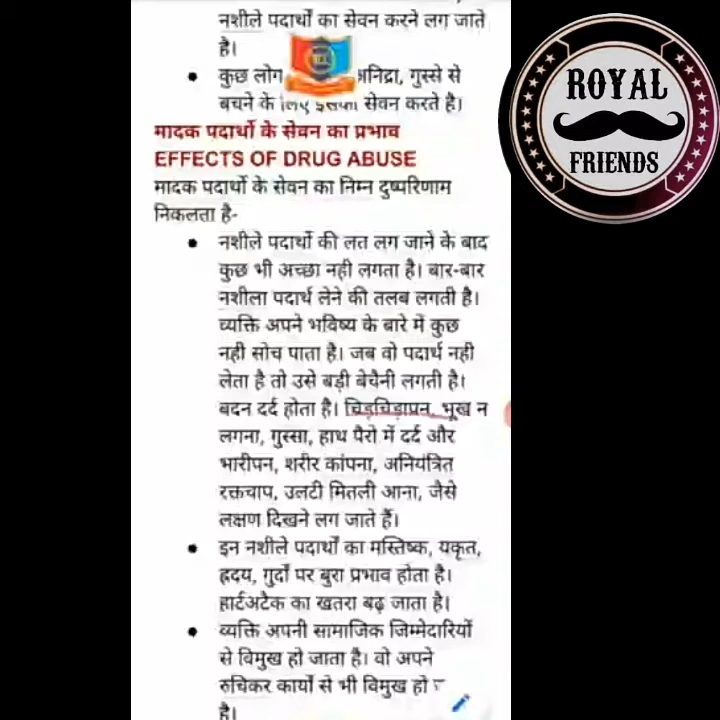 नशीले पदार्थों का सेवन करने लग जाते
है।
• कुछ लोग अनिद्रा, गुस्से से
बचने के लिए इसका सेवन करते है।
मादक पदार्थो के सेवन का प्रभाव
EFFECTS OF DRUG ABUSE
मादक पदार्थो के सेवन का निम्न दुष्परिणाम
निकलता है-
• नशीले पदार्थो की लत लग जाने के बाद
कुछ भी अच्छा नही लगता है। बार-बार
नशीला पदार्थ लेने की तलब लगती है।
व्यक्ति अपने भविष्य के बारे में कुछ
नही सोच पाता है। जब वो पदार्थ नही
लेता है तो उसे बड़ी बेचैनी लगती है।
बदन दर्द होता है। चिड़चिड़ापन, भूख न
लगना, गुस्सा, हाथ पैरो में दर्द और
भारीपन, शरीर कांपना, अनियंत्रित
रक्तचाप, उलटी मितली आना, जैसे
लक्षण दिखने लग जाते हैं।
• इन नशीले पदार्थों का मस्तिष्क, यकृत,
ह्रदय, गुर्दों पर बुरा प्रभाव होता है।
हार्टअटैक का खतरा बढ़ जाता है।
• व्यक्ति अपनी सामाजिक जिम्मेदारियों
से विमुख हो जाता है। वो अपने
रुचिकर कार्यो से भी विमुख हो
है।
ROYAL
FRIENDS